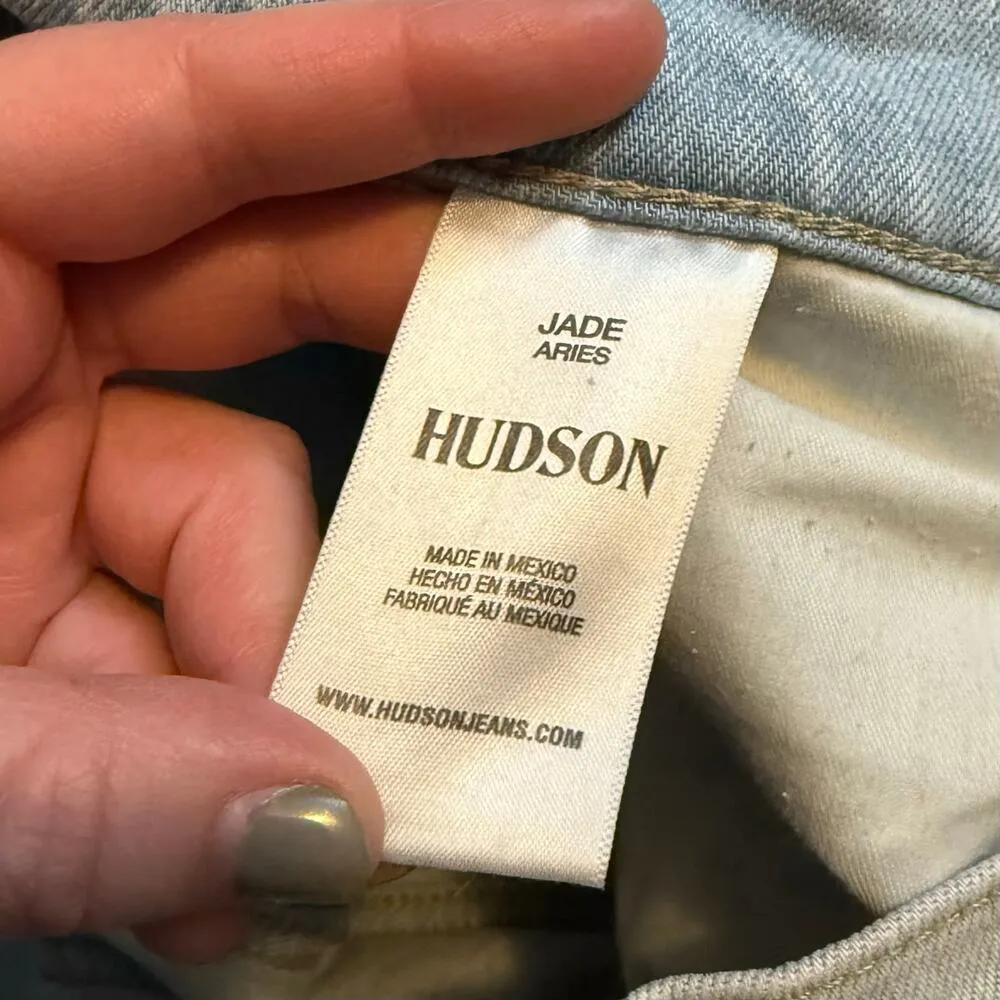 JADE
ARIES
HUDSON
MADE IN MEXICO
HECHO EN MÉXICO
FABRIQUÉ AU MEXIQUE
WWW.HUDSONJEANS.COM